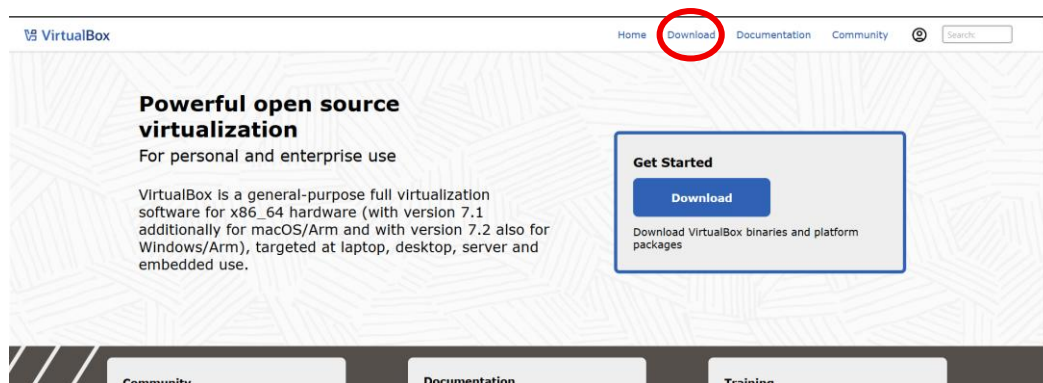 VirtualBox
Home Download Documentation Community Search:
Powerful open source
virtualization
For personal and enterprise use
VirtualBox is a general-purpose full virtualization
software for x86_64 hardware (with version 7.1
additionally for macOS/Arm and with version 7.2 also for
Windows/Arm), targeted at laptop, desktop, server and
embedded use.
Get Started
Download
Download VirtualBox binaries and platform
packages
Community Documentation Training